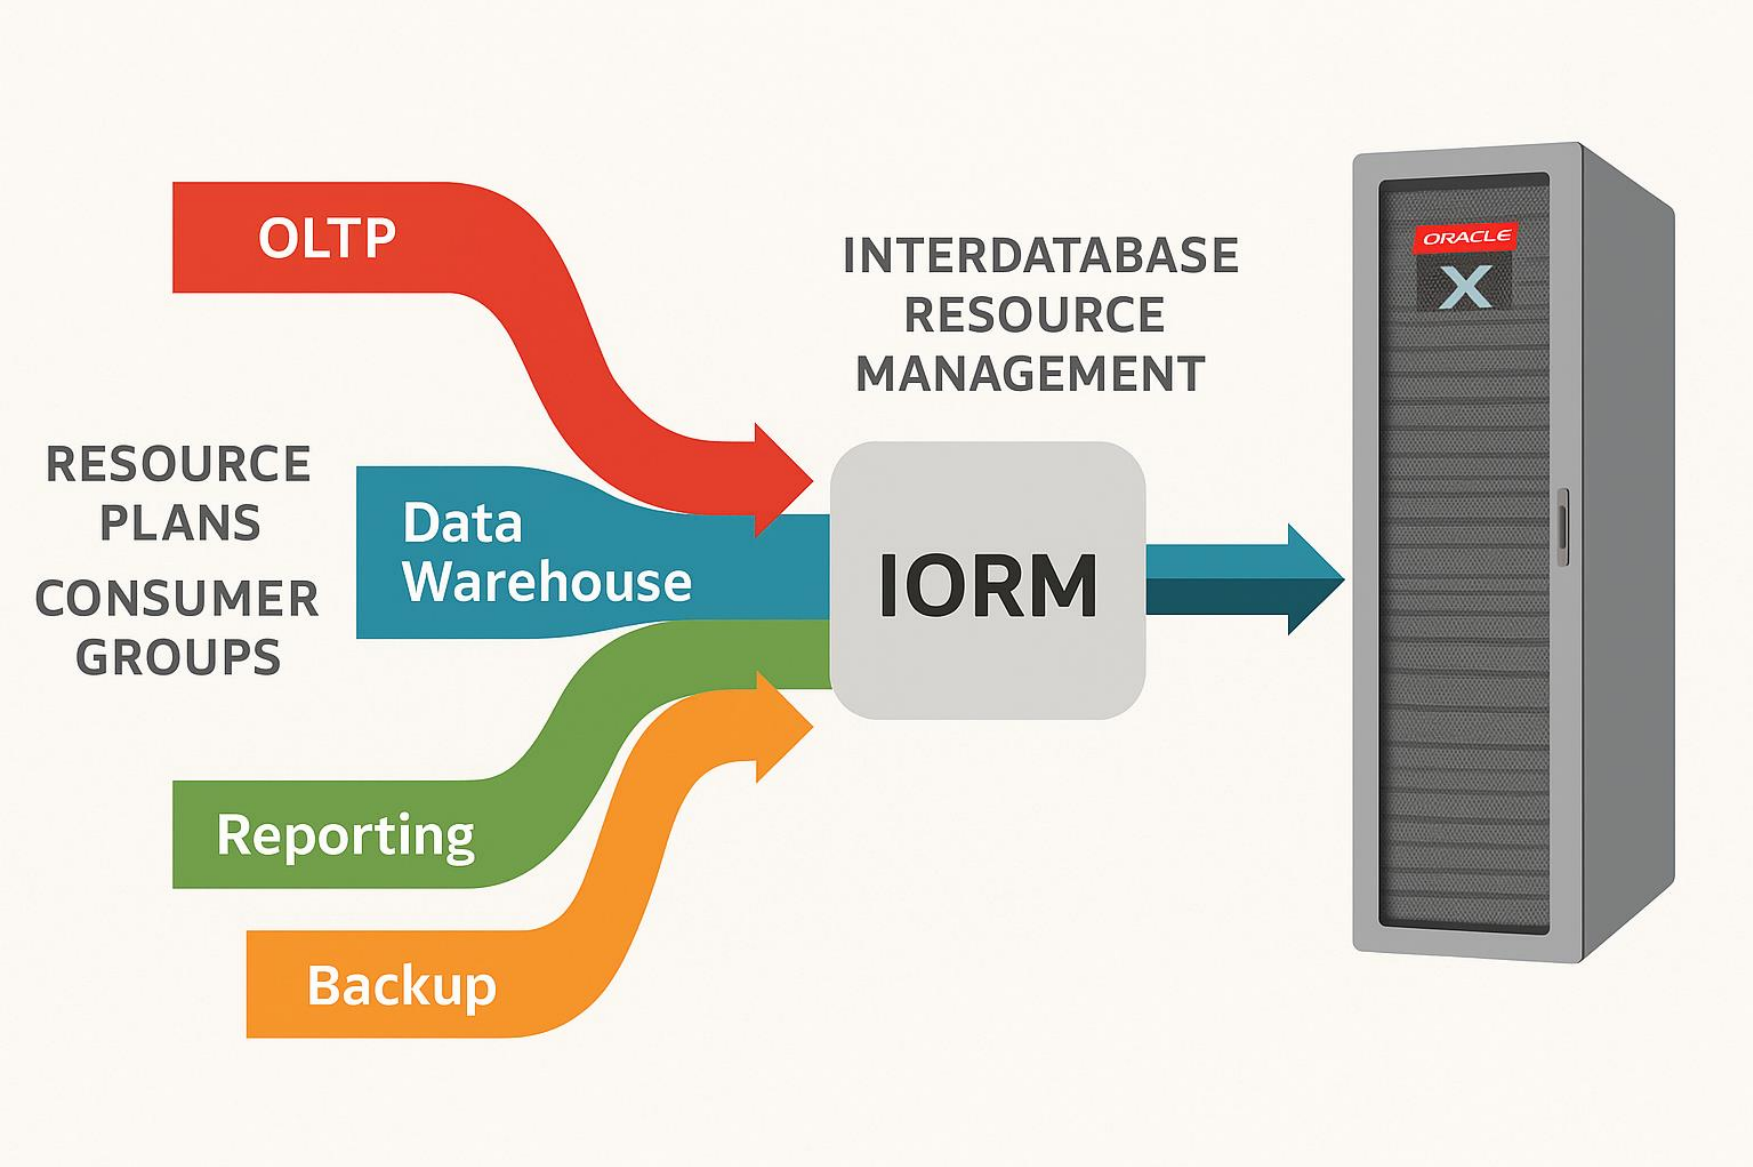 OLTP
INTERDATABASE
RESOURCE
MANAGEMENT
ORACLE
X
RESOURCE
PLANS
CONSUMER
GROUPS
Data
Warehouse
IORM
Reporting
Backup